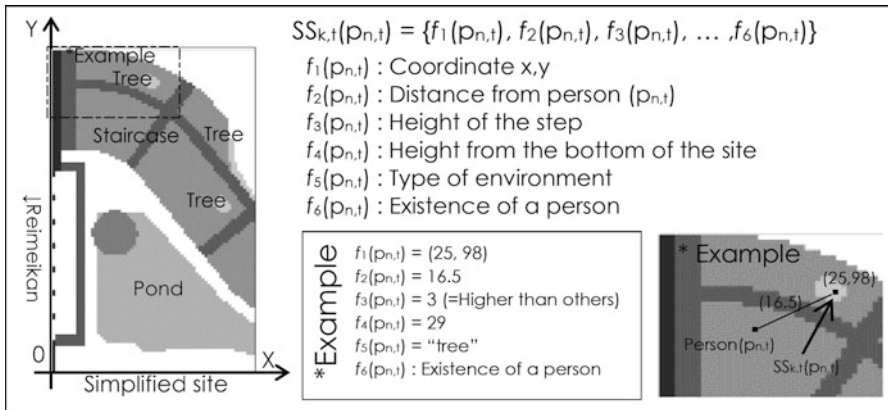 Y
*Example
Tree
Staircase
Tree
Tree
↓Reimeikan
Pond
0
X
Simplified site
SSk,t(pn,t) = {f1(pn,t), f2(pn,t), f3(pn,t), … ,f6(pn,t)}
f1(pn,t) : Coordinate x,y
f2(pn,t) : Distance from person (pn,t)
f3(pn,t) : Height of the step
f4(pn,t) : Height from the bottom of the site
f5(pn,t) : Type of environment
f6(pn,t) : Existence of a person
*Example
f1(pn,t) = (25, 98)
f2(pn,t) = 16.5
f3(pn,t) = 3 (=Higher than others)
f4(pn,t) = 29
f5(pn,t) = “tree”
f6(pn,t) : Existence of a person
* Example
(25,98)
(16.5)
Person(pn,t)
SSk,t(pn,t)